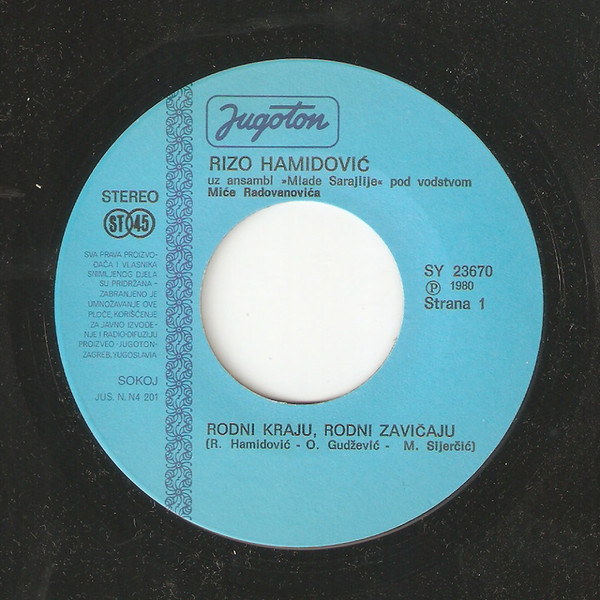 Jugoton
RIZO HAMIDOVIĆ
uz ansambl »Mlade Sarajlije« pod vodstvom
Miće Radovanovića
STEREO
ST 45
SVA PRAVA PROIZVO-
ĐAČA I VLASNIKA
SNIMLJENOG DJELA
SU PRIDRŽANA –
ZABRANJENO JE
UMNOŽAVANJE OVE
PLOČE, KORIŠĆENJE
ZA JAVNO IZVOĐE-
NJE I RADIO-DIFUZIJU
PROIZVEO-JUGOTON-
ZAGREB, YUGOSLAVIA
SOKOJ
JUS. N. N4 201
SY 23670
Ⓟ 1980
Strana 1
RODNI KRAJU, RODNI ZAVIČAJU
(R. Hamidović - O. Gudžević - M. Sijerčić)